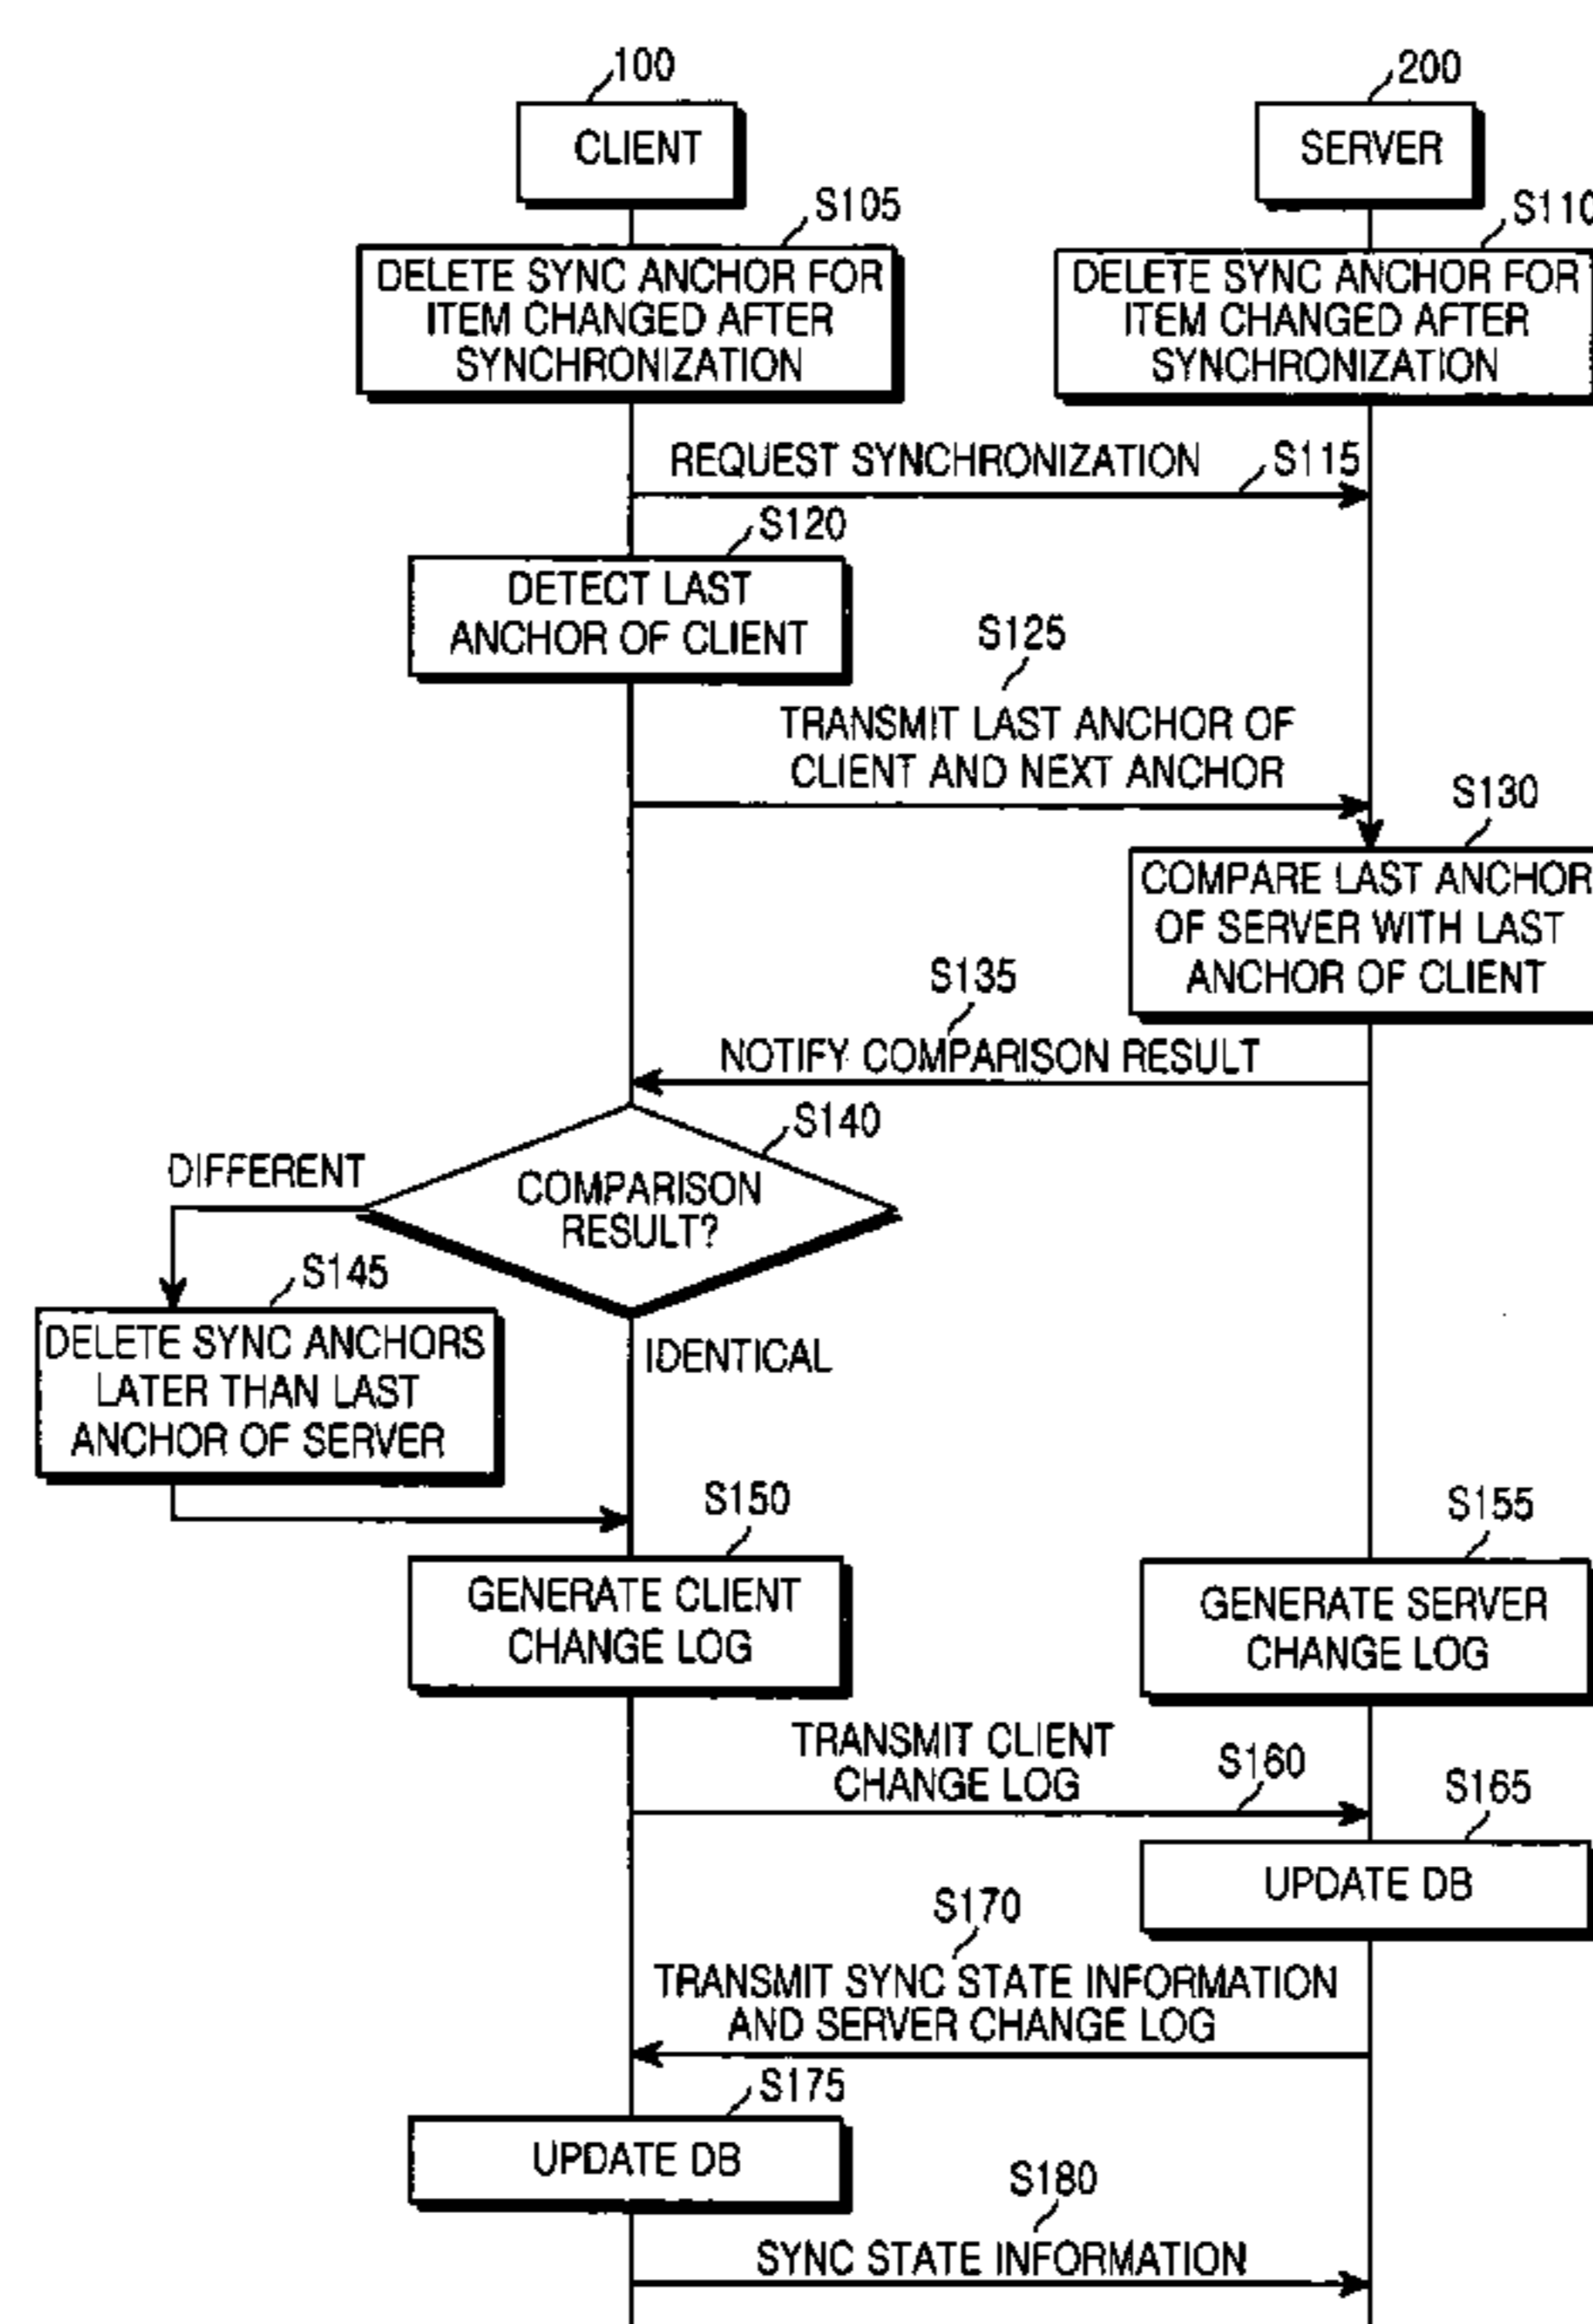 100
200
CLIENT
SERVER
S105
S110
DELETE SYNC ANCHOR FOR
ITEM CHANGED AFTER
SYNCHRONIZATION
DELETE SYNC ANCHOR FOR
ITEM CHANGED AFTER
SYNCHRONIZATION
REQUEST SYNCHRONIZATION
S115
S120
DETECT LAST
ANCHOR OF CLIENT
S125
TRANSMIT LAST ANCHOR OF
CLIENT AND NEXT ANCHOR
S130
COMPARE LAST ANCHOR
OF SERVER WITH LAST
ANCHOR OF CLIENT
S135
NOTIFY COMPARISON RESULT
S140
DIFFERENT
COMPARISON
RESULT?
S145
DELETE SYNC ANCHORS
LATER THAN LAST
ANCHOR OF SERVER
IDENTICAL
S150
S155
GENERATE CLIENT
CHANGE LOG
GENERATE SERVER
CHANGE LOG
TRANSMIT CLIENT
CHANGE LOG
S160
S165
UPDATE DB
S170
TRANSMIT SYNC STATE INFORMATION
AND SERVER CHANGE LOG
S175
UPDATE DB
S180
SYNC STATE INFORMATION